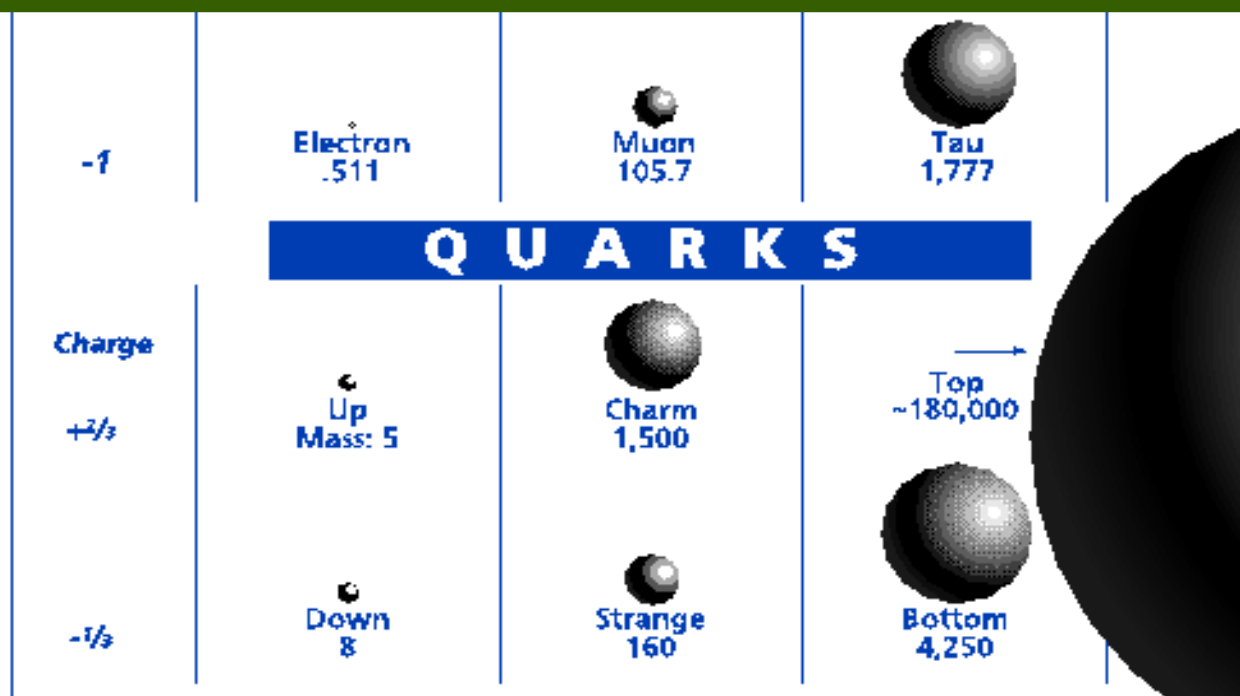 -1
Electron
.511
Muon
105.7
Tau
1,777
QUARKS
Charge
+2/3
Up
Mass: 5
Charm
1,500
Top
~180,000
-1/3
Down
8
Strange
160
Bottom
4,250